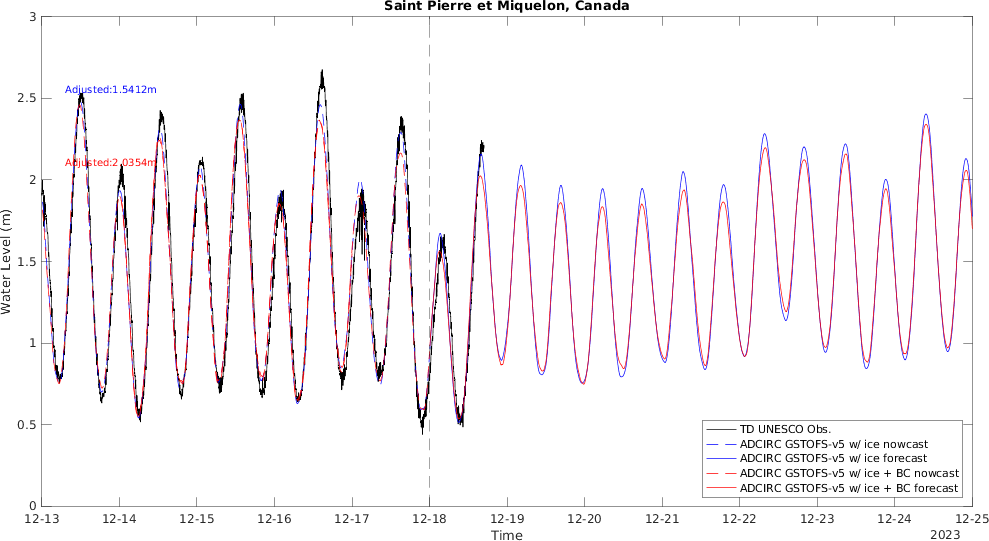 Saint Pierre et Miquelon, Canada
3
2.5
2
1.5
1
0.5
0
Water Level (m)
Adjusted:1.5412m
Adjusted:2.0354m
TD UNESCO Obs.
ADCIRC GSTOFS-v5 w/ ice nowcast
ADCIRC GSTOFS-v5 w/ ice forecast
ADCIRC GSTOFS-v5 w/ ice + BC nowcast
ADCIRC GSTOFS-v5 w/ ice + BC forecast
12-13 12-14 12-15 12-16 12-17 12-18 12-19 12-20 12-21 12-22 12-23 12-24 12-25
Time
2023